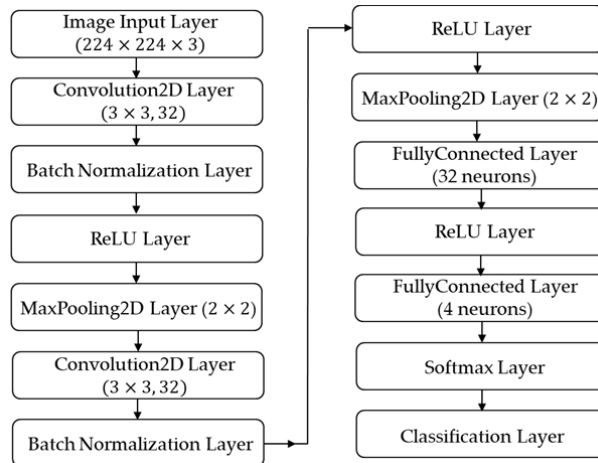 Image Input Layer
(224 × 224 × 3)
Convolution2D Layer
(3 × 3, 32)
Batch Normalization Layer
ReLU Layer
MaxPooling2D Layer (2 × 2)
Convolution2D Layer
(3 × 3, 32)
Batch Normalization Layer
ReLU Layer
MaxPooling2D Layer (2 × 2)
FullyConnected Layer
(32 neurons)
ReLU Layer
FullyConnected Layer
(4 neurons)
Softmax Layer
Classification Layer